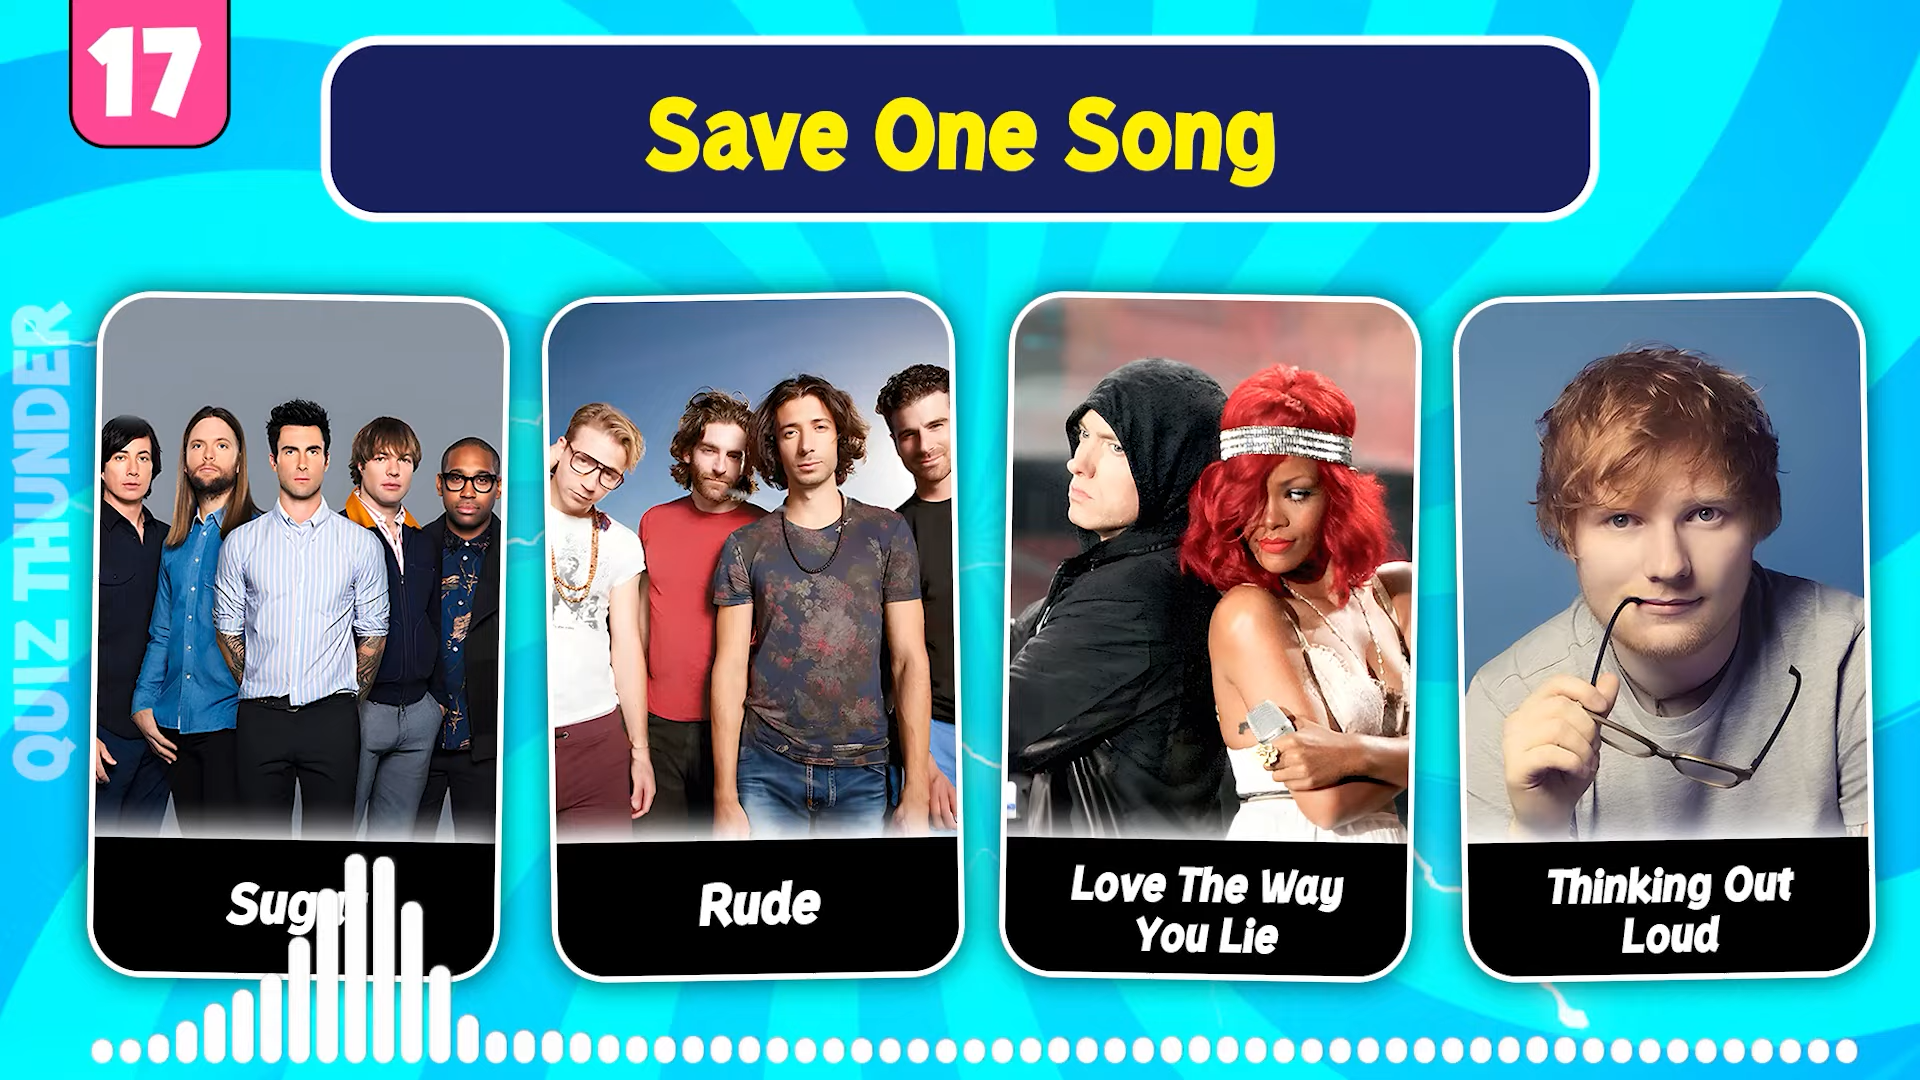 17
Save One Song
QUIZ THUNDER
Rude
Love The Way
You Lie
Thinking Out
Loud